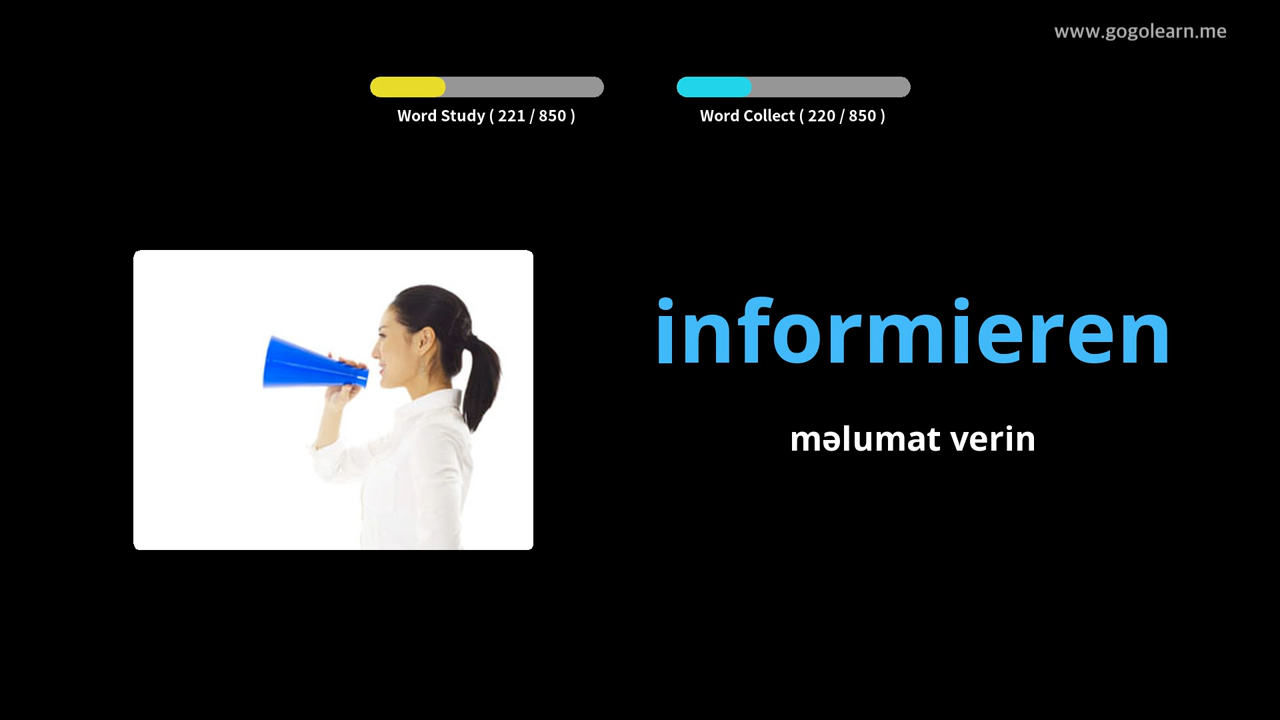 www.gogolearn.me
Word Study ( 221 / 850 )
Word Collect ( 220 / 850 )
informieren
məlumat verin